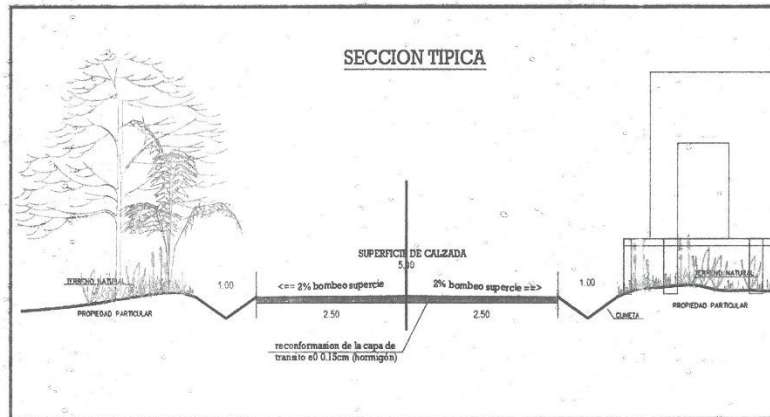 SECCION TIPICA
SUPERFICIE DE CALZADA
5.00
TERRENO NATURAL
1.00
<== 2% bombeo supercie
2% bombeo supercie ==>
1.00
TERRENO NATURAL
PROPIEDAD PARTICULAR
2.50
2.50
CUNETA
PROPIEDAD PARTICULAR
reconformasion de la capa de
transito e0 0.15cm (hormigón)